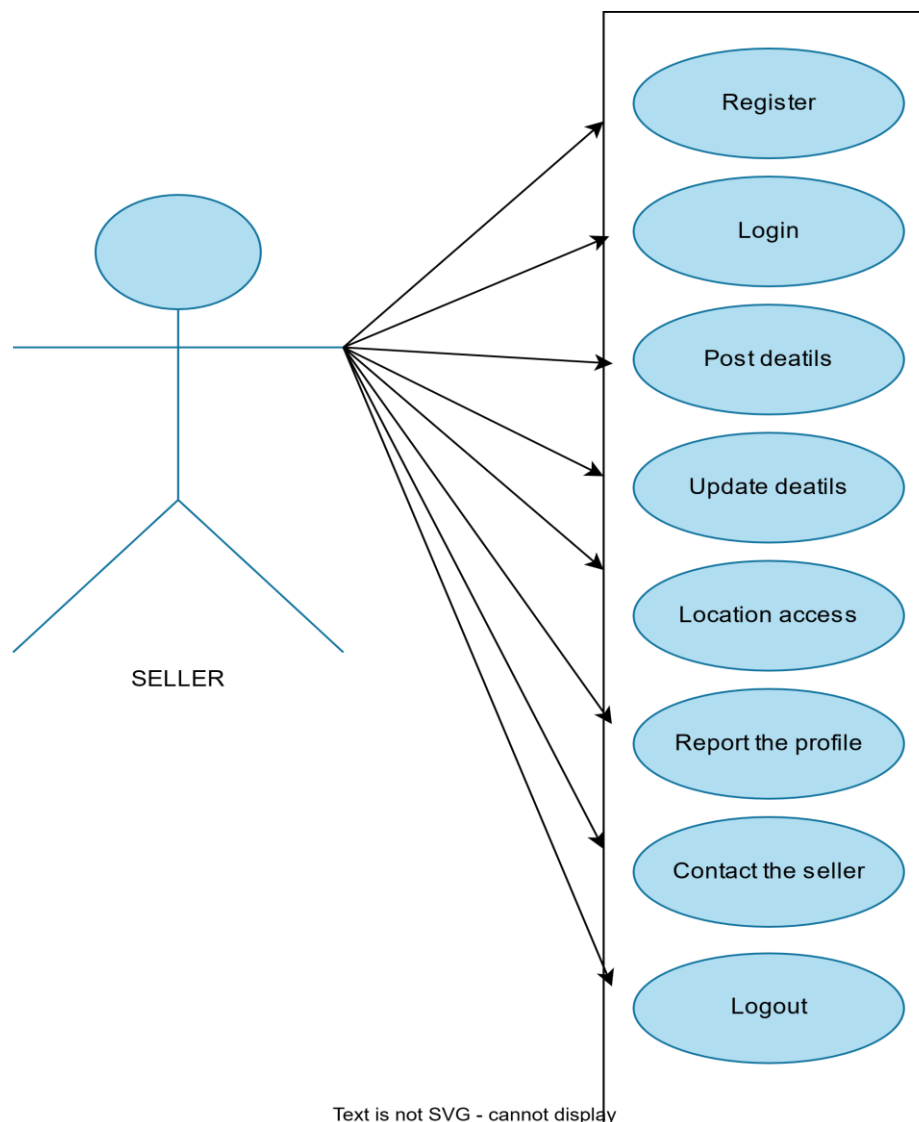 Register
Login
Post deatils
Update deatils
Location access
SELLER
Report the profile
Contact the seller
Logout
Text is not SVG - cannot display